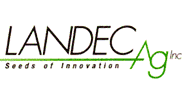 LANDEC Ag Inc
Seeds of Innovation